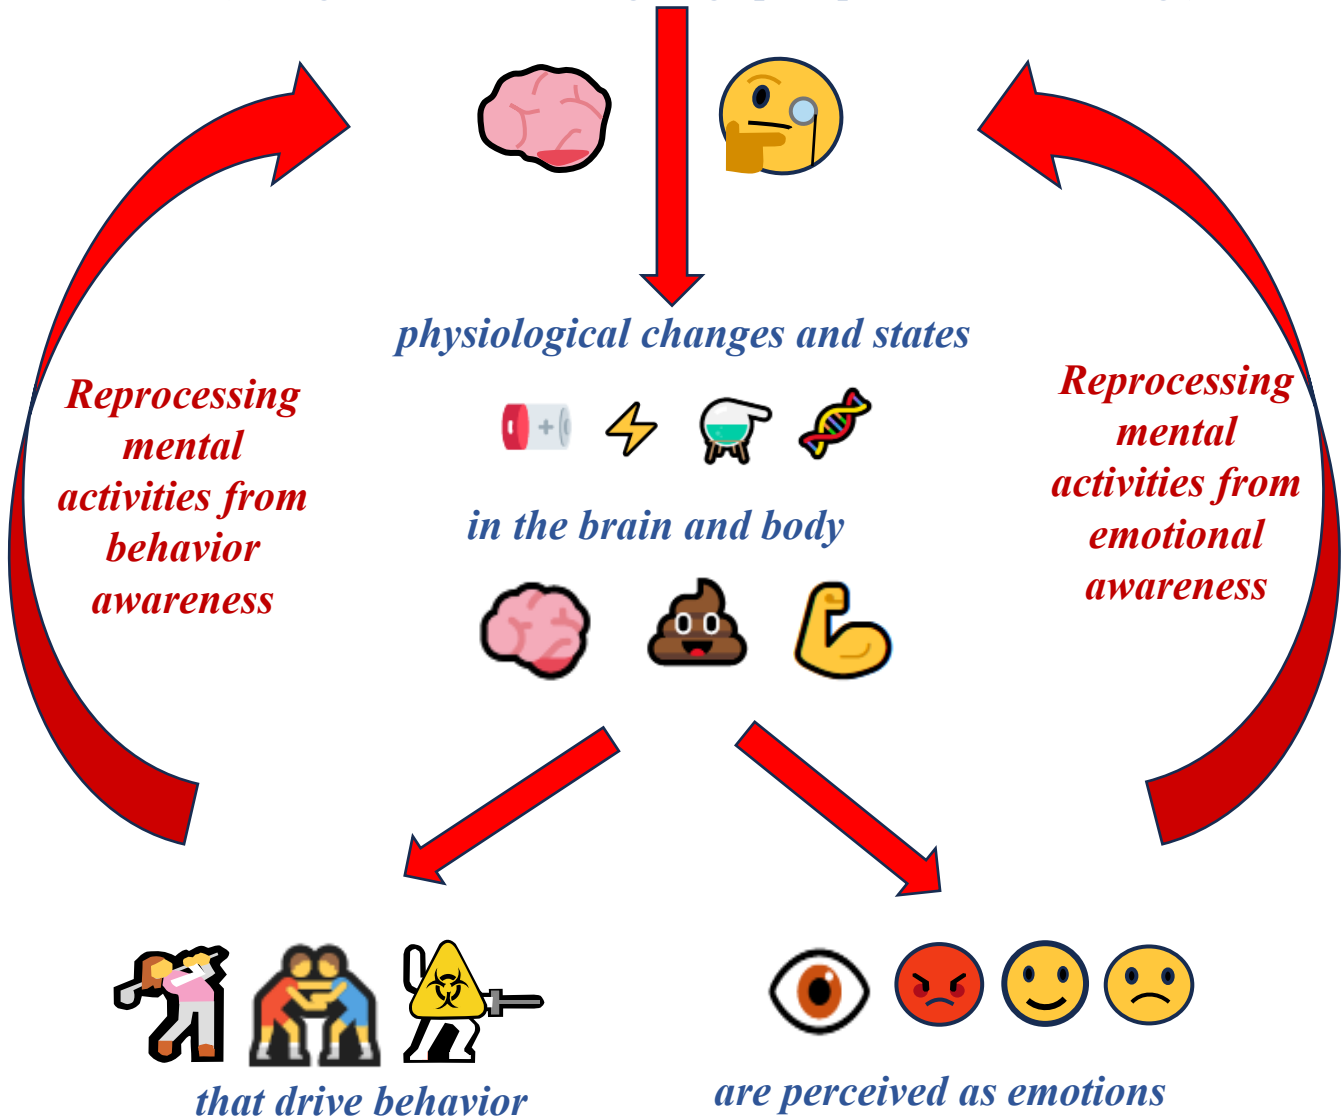 physiological changes and states
Reprocessing
mental
activities from
behavior
awareness
Reprocessing
mental
activities from
emotional
awareness
in the brain and body
that drive behavior
are perceived as emotions